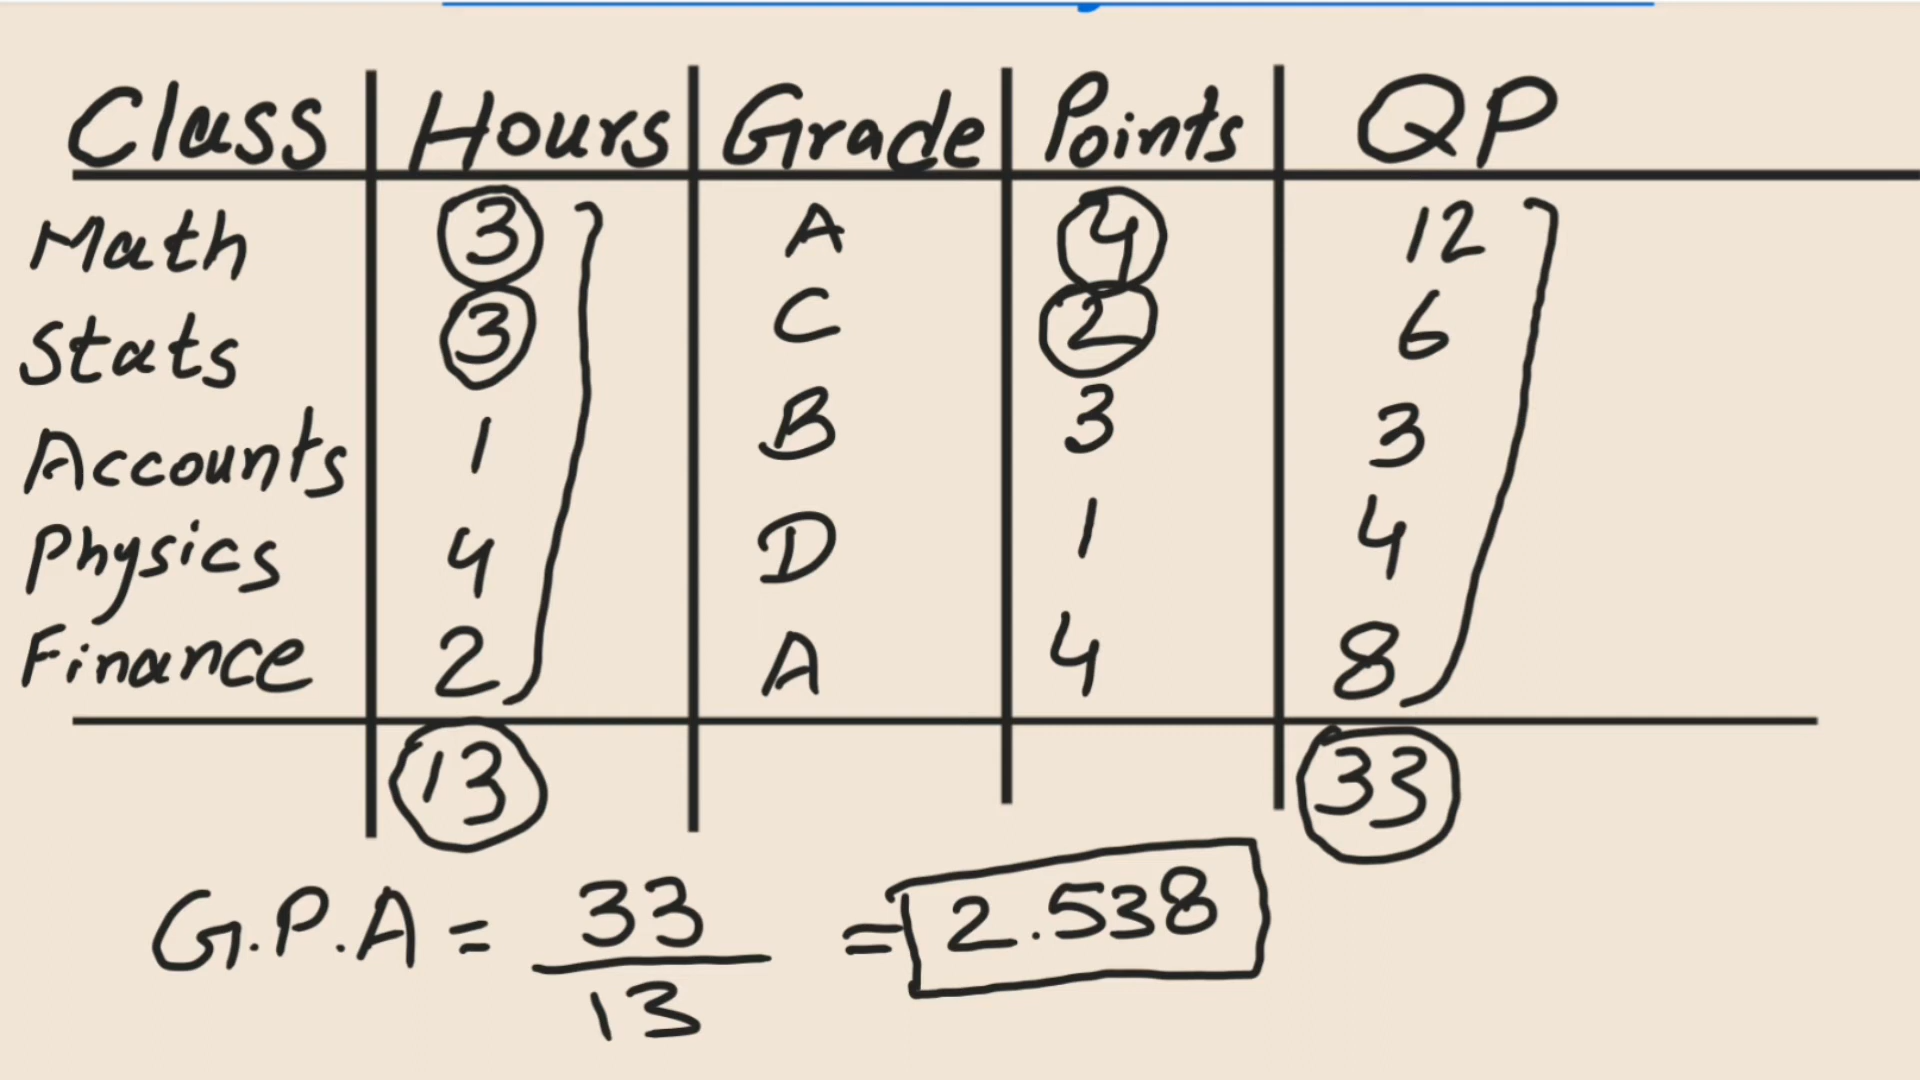 Class Hours Grade Points QP
Math 3 A 4 12
Stats 3 C 2 6
Accounts 1 B 3 3
Physics 4 D 1 4
Finance 2 A 4 8
13 33
G.P.A = 33/13 = 2.538